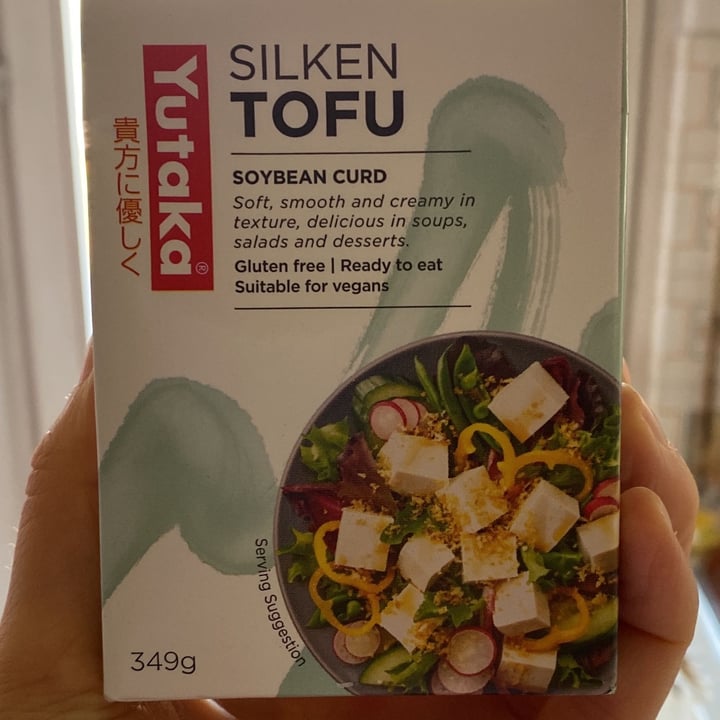 SILKEN
TOFU
Yutaka®
貴方に優しく
SOYBEAN CURD
Soft, smooth and creamy in
texture, delicious in soups,
salads and desserts.
Gluten free | Ready to eat
Suitable for vegans
Serving Suggestion
349g